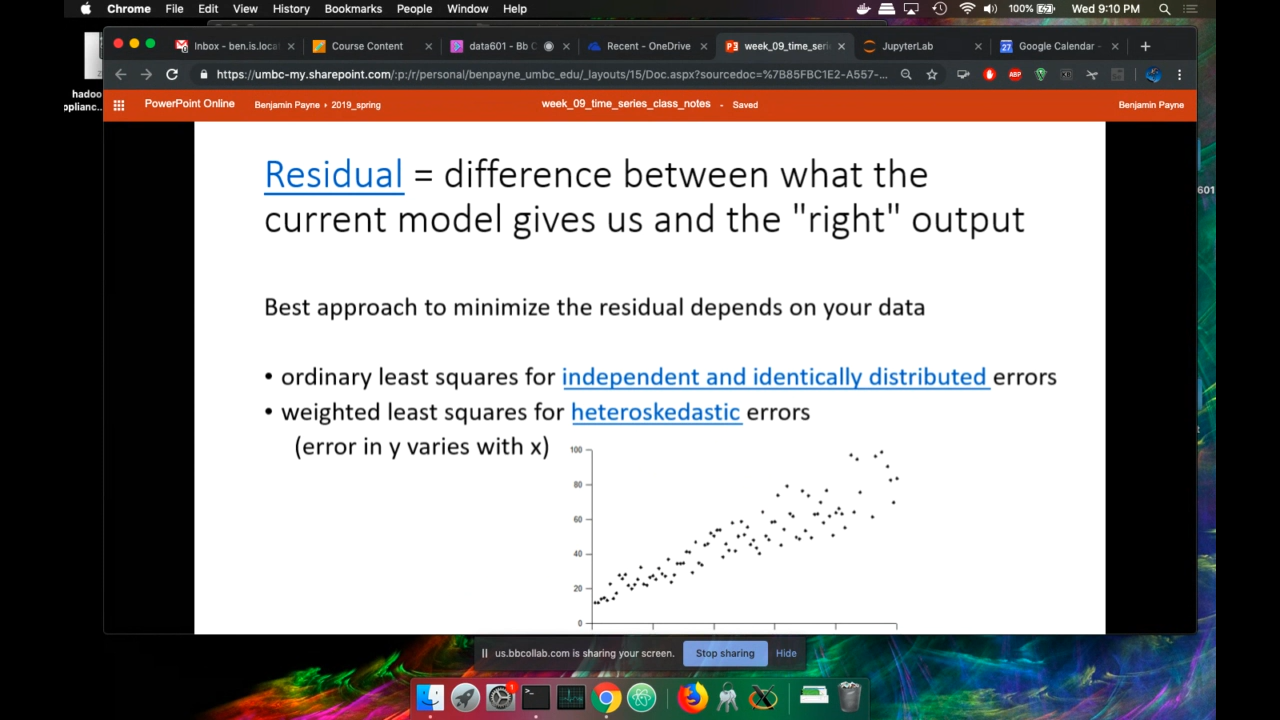 Chrome File Edit View History Bookmarks People Window Help 100% Wed 9:10 PM
Inbox - ben.is.loca Course Content data601 - Bb C Recent - OneDrive week_09_time_seri JupyterLab Google Calendar -
https://umbc-my.sharepoint.com/:p:/r/personal/benpayne_umbc_edu/_layouts/15/Doc.aspx?sourcedoc=%7B85FBC1E2-A557-...
hadoo
pplianc...
PowerPoint Online Benjamin Payne 2019_spring week_09_time_series_class_notes - Saved Benjamin Payne
601
Residual = difference between what the
current model gives us and the "right" output
Best approach to minimize the residual depends on your data
• ordinary least squares for independent and identically distributed errors
• weighted least squares for heteroskedastic errors
(error in y varies with x)
100
80
60
40
20
0
us.bbcollab.com is sharing your screen. Stop sharing Hide